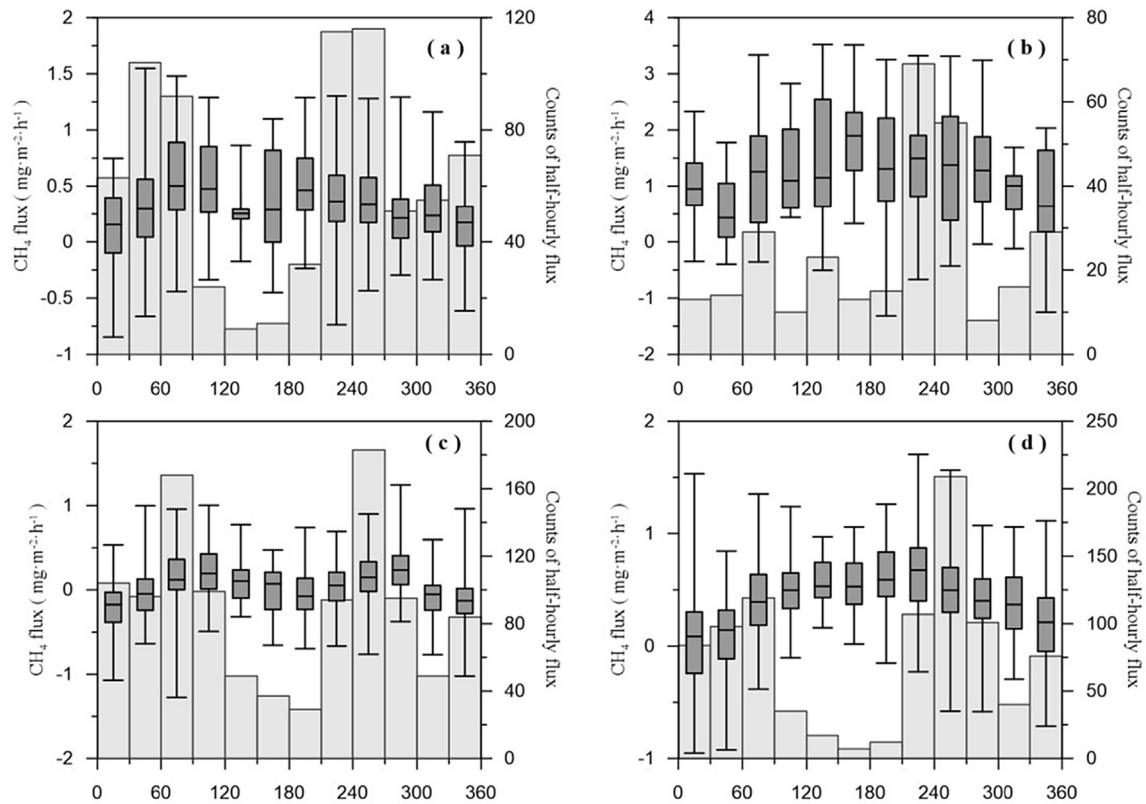 2 1.5 1 0.5 0 -0.5 -1
CH₄ flux ( mg·m⁻²·h⁻¹ )
( a )
120 80 40 0
Counts of half-hourly flux
0 60 120 180 240 300 360
4 3 2 1 0 -1 -2
CH₄ flux ( mg·m⁻²·h⁻¹ )
( b )
80 60 40 20 0
Counts of half-hourly flux
0 60 120 180 240 300 360
2 1 0 -1 -2
CH₄ flux ( mg·m⁻²·h⁻¹ )
( c )
200 160 120 80 40 0
Counts of half-hourly flux
0 60 120 180 240 300 360
2 1 0 -1
CH₄ flux ( mg·m⁻²·h⁻¹ )
( d )
250 200 150 100 50 0
Counts of half-hourly flux
0 60 120 180 240 300 360